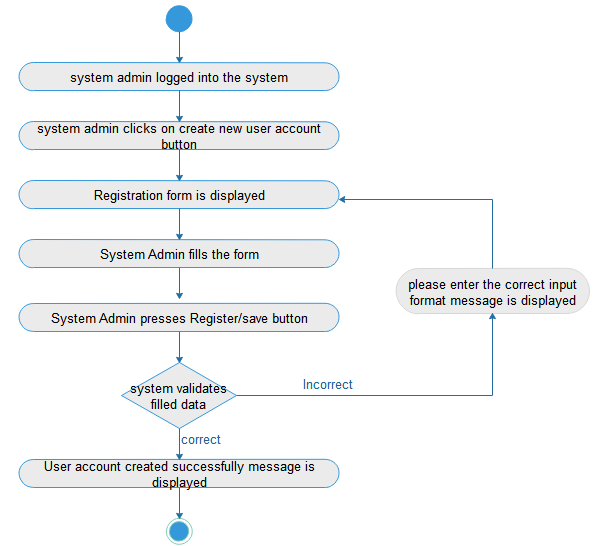 system admin logged into the system
system admin clicks on create new user account
button
Registration form is displayed
System Admin fills the form
please enter the correct input
format message is displayed
System Admin presses Register/save button
system validates
filled data
Incorrect
correct
User account created successfully message is
displayed